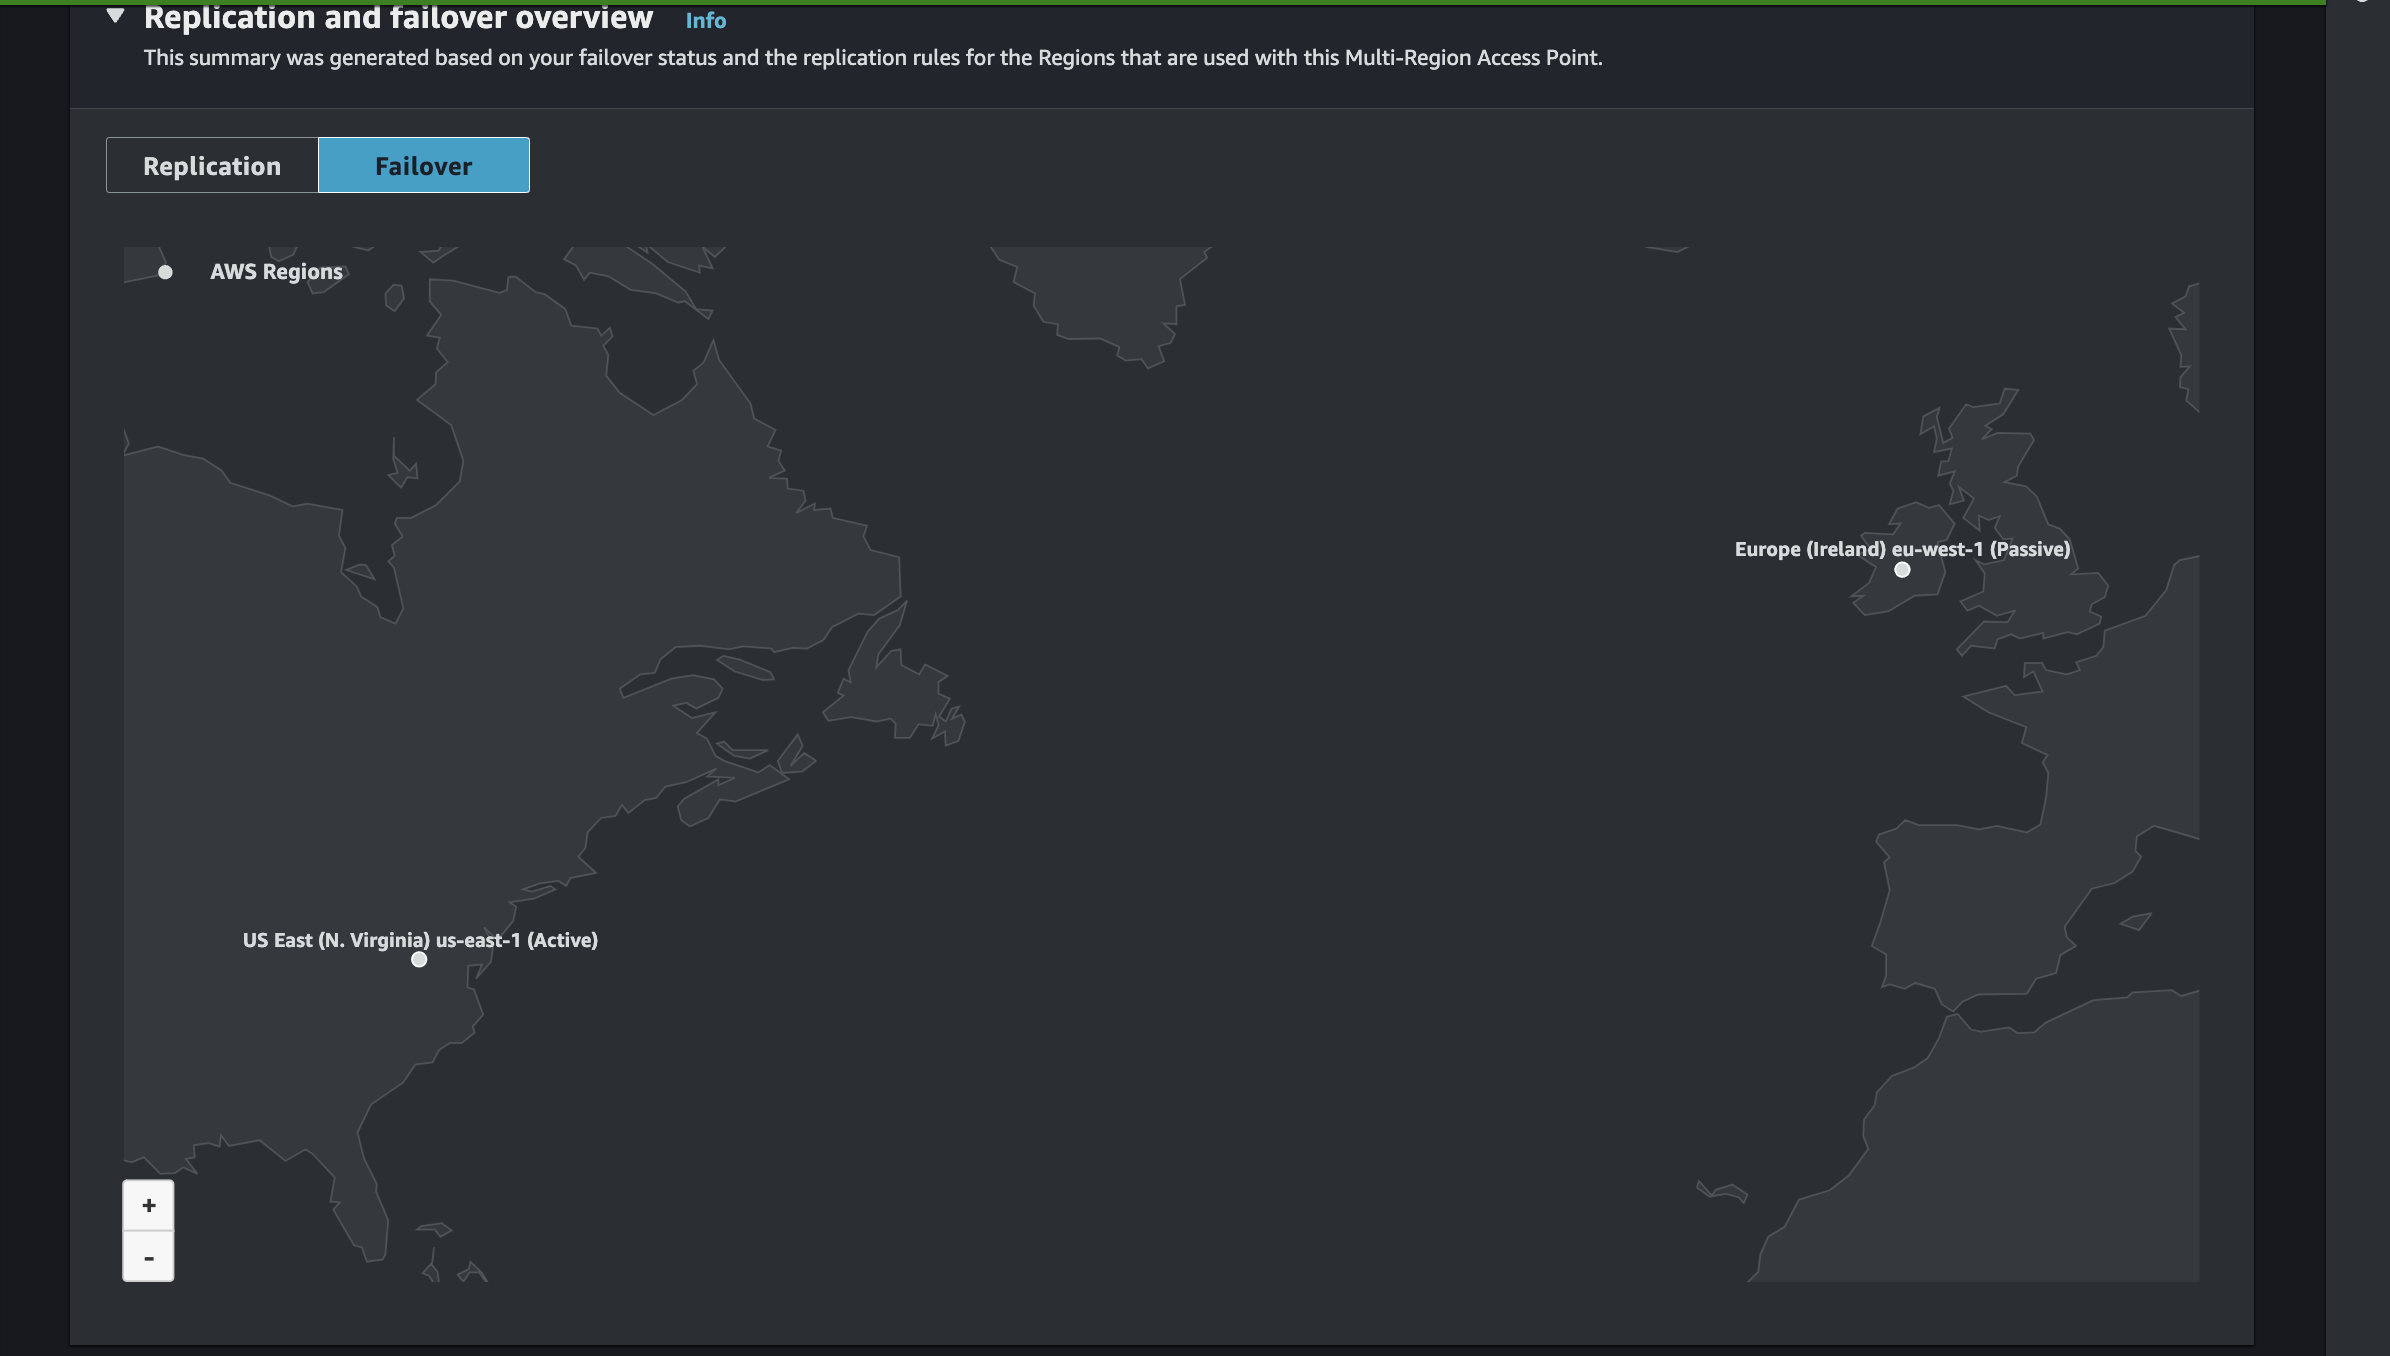 Replication and failover overview Info
This summary was generated based on your failover status and the replication rules for the Regions that are used with this Multi-Region Access Point.
Replication Failover
AWS Regions
Europe (Ireland) eu-west-1 (Passive)
US East (N. Virginia) us-east-1 (Active)
+
-